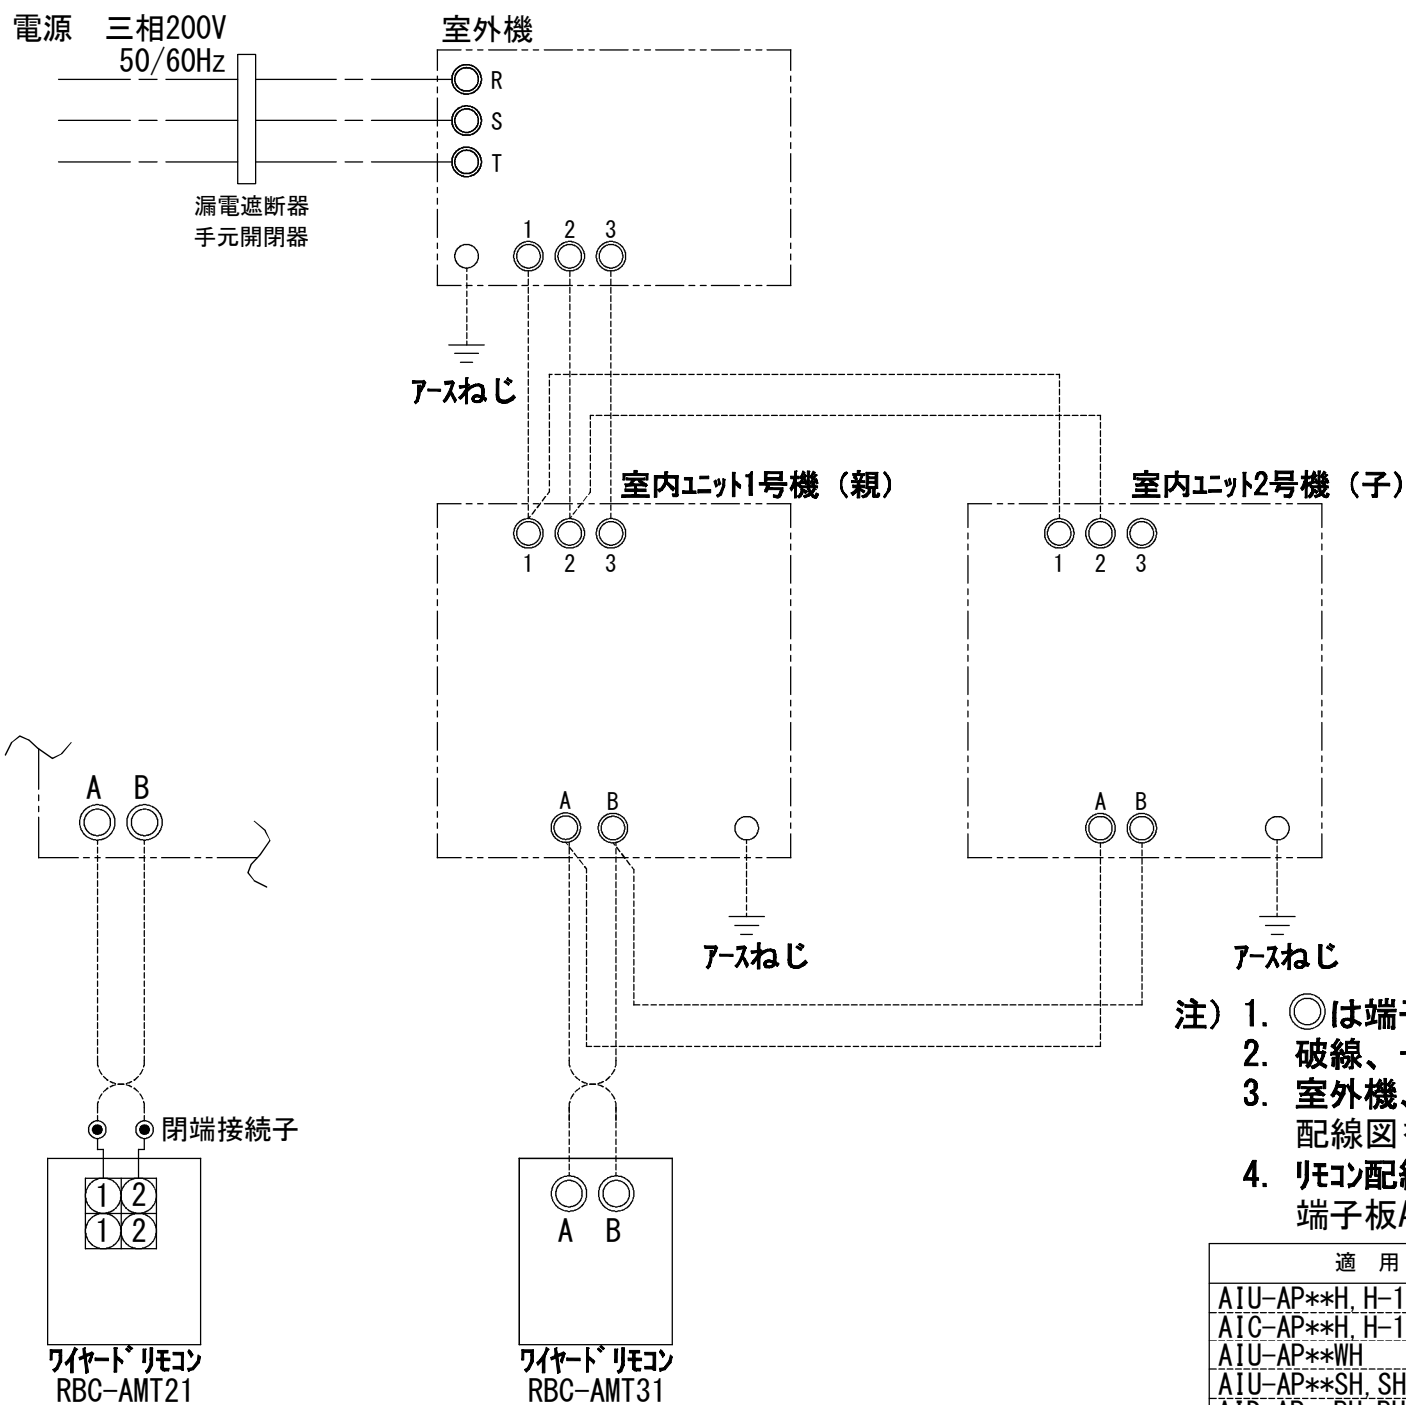 電源 三相200V
50/60Hz
室外機
R
S
T
漏電遮断器
手元開閉器
1 2 3
ｱｰｽねじ
室内ﾕﾆｯﾄ1号機（親）
室内ﾕﾆｯﾄ2号機（子）
1 2 3
1 2 3
A B
A B
A B
ｱｰｽねじ
ｱｰｽねじ
注）1. ◎は端
2. 破線、
3. 室外機、
配線図
4. ﾘﾓｺﾝ配
端子板
閉端接続子
1 2
1 2
A B
ﾜｲﾔｰﾄﾞﾘﾓｺﾝ
RBC-AMT21
ﾜｲﾔｰﾄﾞﾘﾓｺﾝ
RBC-AMT31
適 用
AIU-AP**H,H-1
AIC-AP**H,H-1
AIU-AP**WH
AIU-AP**SH,SH